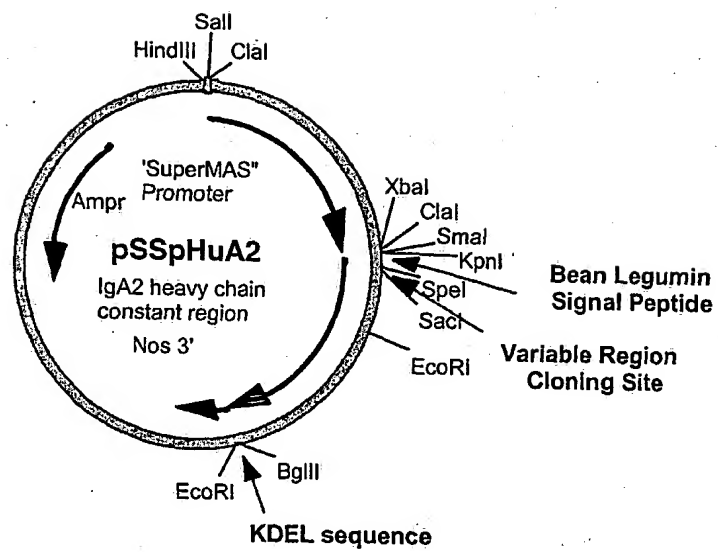 SalI
HindIII
ClaI
'SuperMAS"
Promoter
Ampr
XbaI
ClaI
SmaI
KpnI
pSSpHuA2
IgA2 heavy chain
constant region
Nos 3'
Bean Legumin
Signal Peptide
SpeI
SacI
Variable Region
Cloning Site
EcoRI
BglII
EcoRI
KDEL sequence